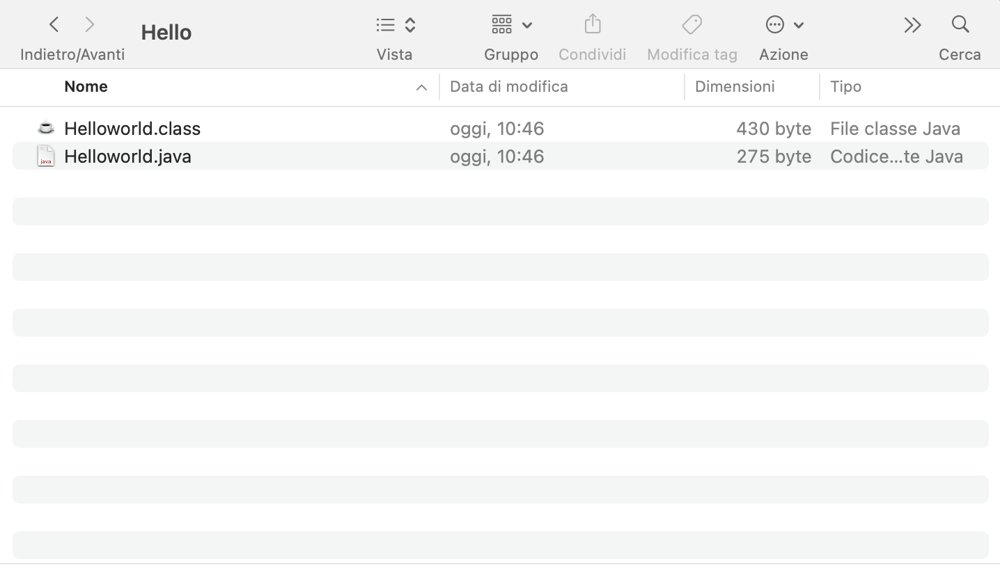 Hello
Indietro/Avanti Vista Gruppo Condividi Modifica tag Azione Cerca
Nome Data di modifica Dimensioni Tipo
Helloworld.class oggi, 10:46 430 byte File classe Java
java Helloworld.java oggi, 10:46 275 byte Codice...te Java